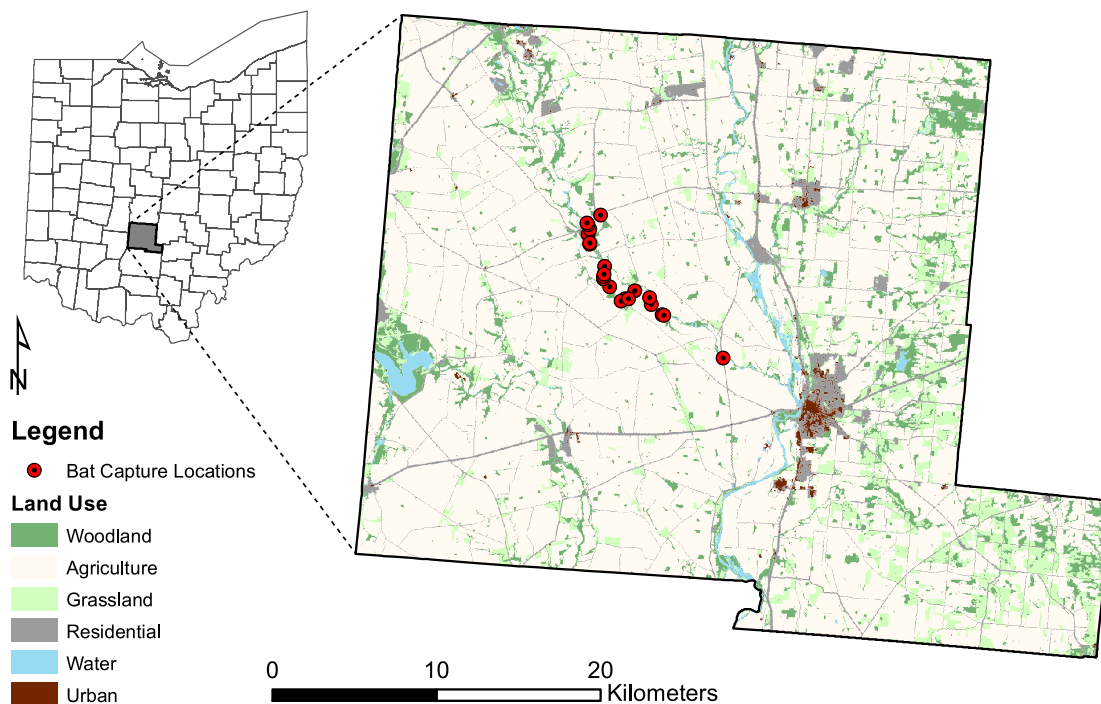 N
Legend
Bat Capture Locations
Land Use
Woodland
Agriculture
Grassland
Residential
Water
Urban
0 10 20
Kilometers